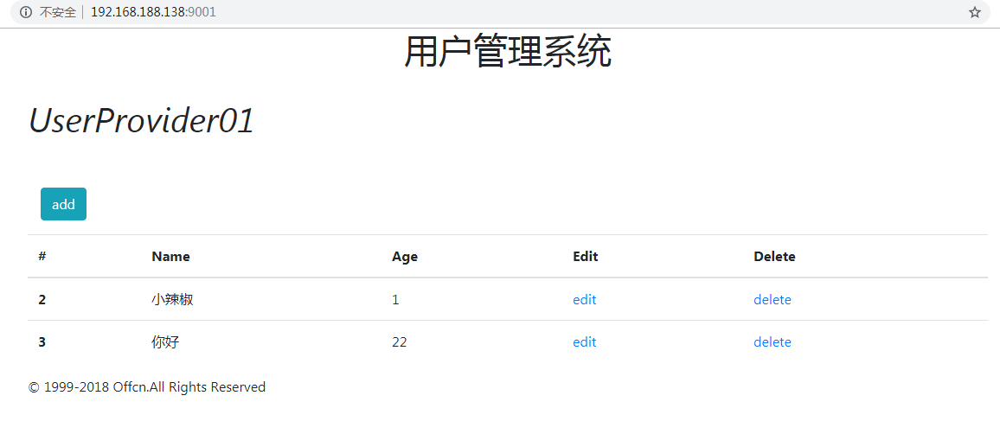 不安全 | 192.168.188.138:9001
用户管理系统
UserProvider01
add
# Name Age Edit Delete
2 小辣椒 1 edit delete
3 你好 22 edit delete
© 1999-2018 Offcn.All Rights Reserved